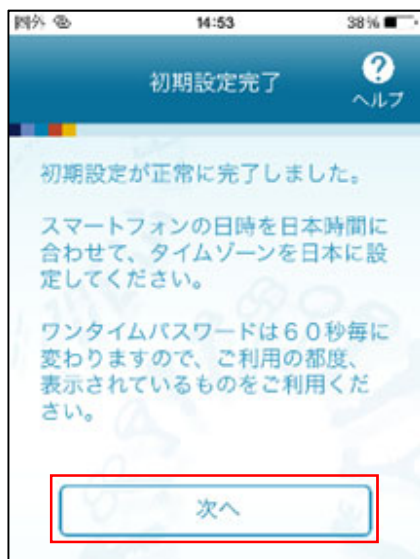 圏外
14:53
38%
初期設定完了
?
ヘルプ
初期設定が正常に完了しました。
スマートフォンの日時を日本時間に
合わせて、タイムゾーンを日本に設
定してください。
ワンタイムパスワードは60秒毎に
変わりますので、ご利用の都度、
表示されているものをご利用くだ
さい。
次へ